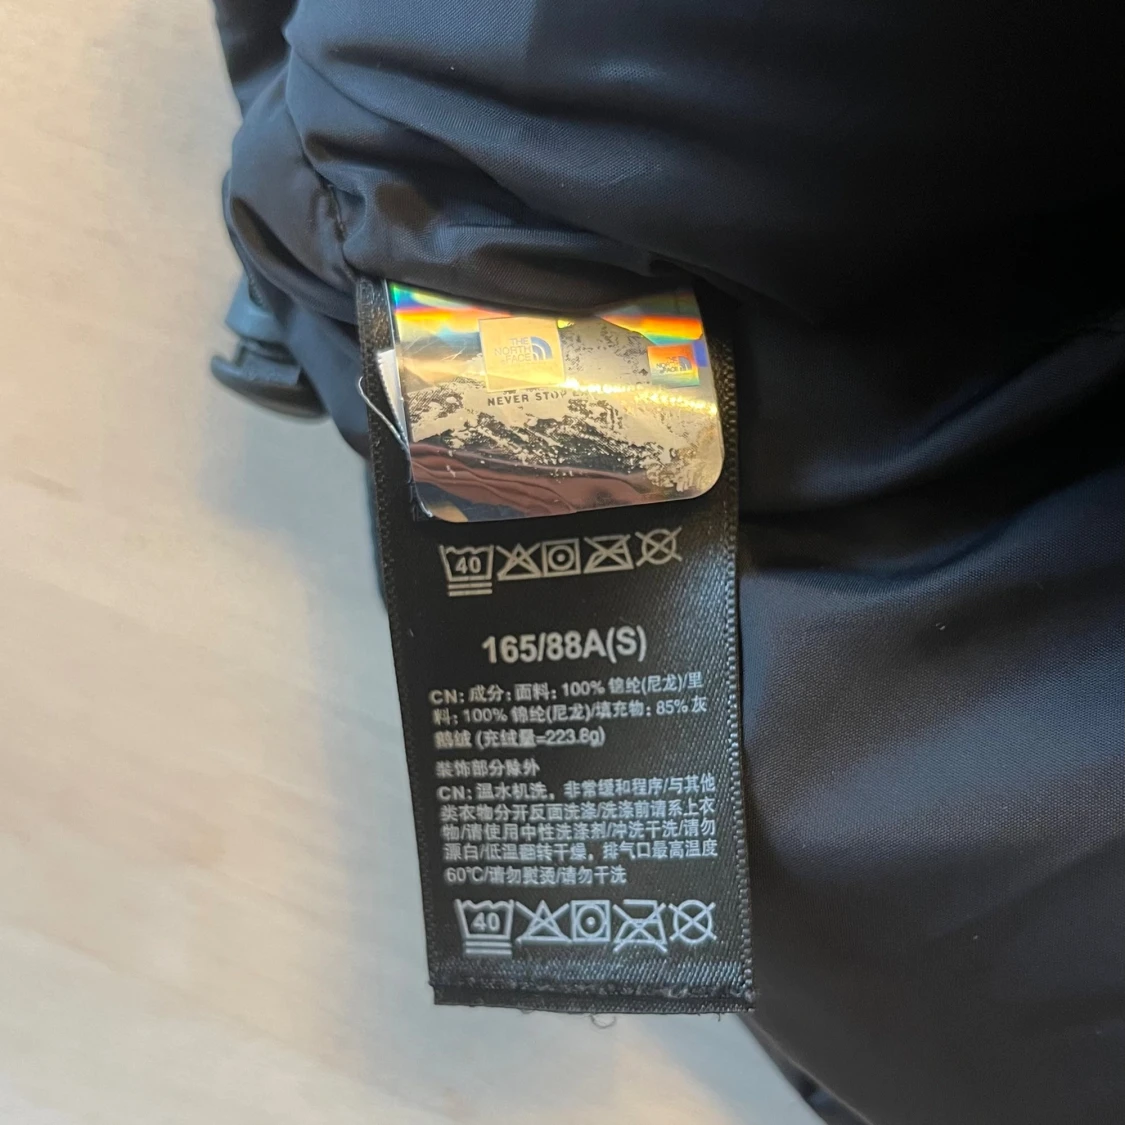 THE
NORTH
FACE
NEVER STOP
40
165/88A(S)
CN: 成分: 面料: 100% 锦纶(尼龙)/里
料: 100% 锦纶(尼龙)/填充物: 85%灰
鹅绒 (充绒量=223.6g)
装饰部分除外
CN: 温水机洗, 非常缓和程序/与其他
类衣物分开反面洗涤/洗涤前请系上衣
物/请使用中性洗涤剂/冲洗干洗/请勿
漂白/低温翻转干燥, 排气口最高温度
60℃/请勿熨烫/请勿干洗
40